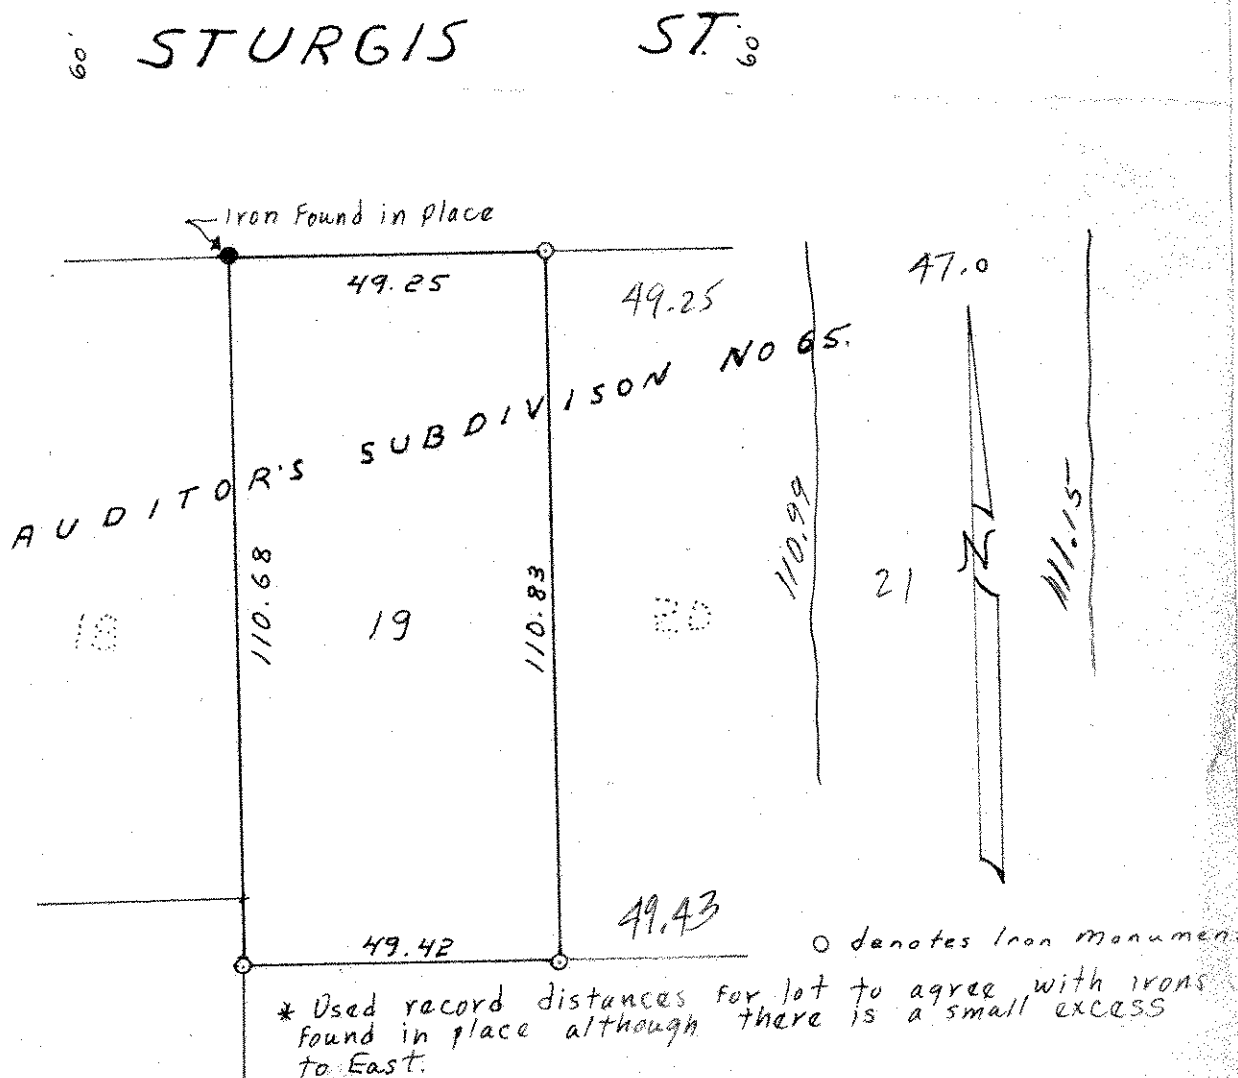 60' STURGIS ST. 60'
Iron Found in place
49.25
49.25
47.0
AUDITOR'S SUBDIVISON NO 65.
110.68
110.83
110.99
111.15
18
19
20
21
N
49.42
49.43
O denotes Iron Monumen
* Used record distances For lot to agree with irons
found in place although there is a small excess
to East.